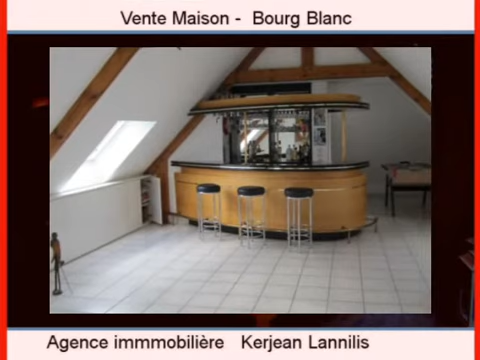 Vente Maison - Bourg Blanc
Agence immmobilière Kerjean Lannilis